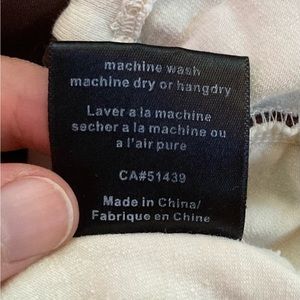 machine wash
machine dry or hangdry
Laver a la machine
secher a la machine ou
a l'air pure
CA#51439
Made in China/
Fabrique en Chine